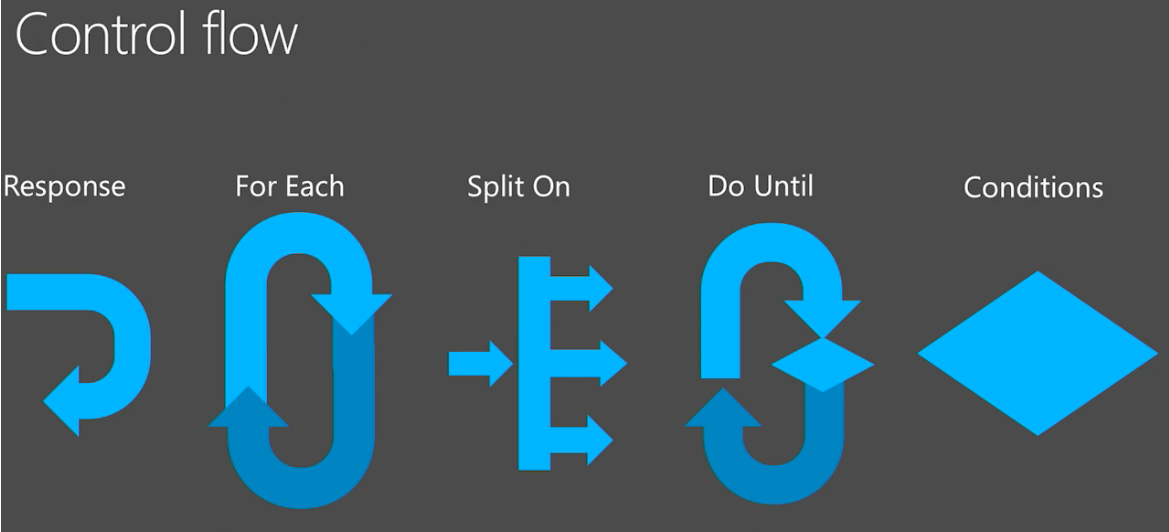 Control flow
Response
For Each
Split On
Do Until
Conditions